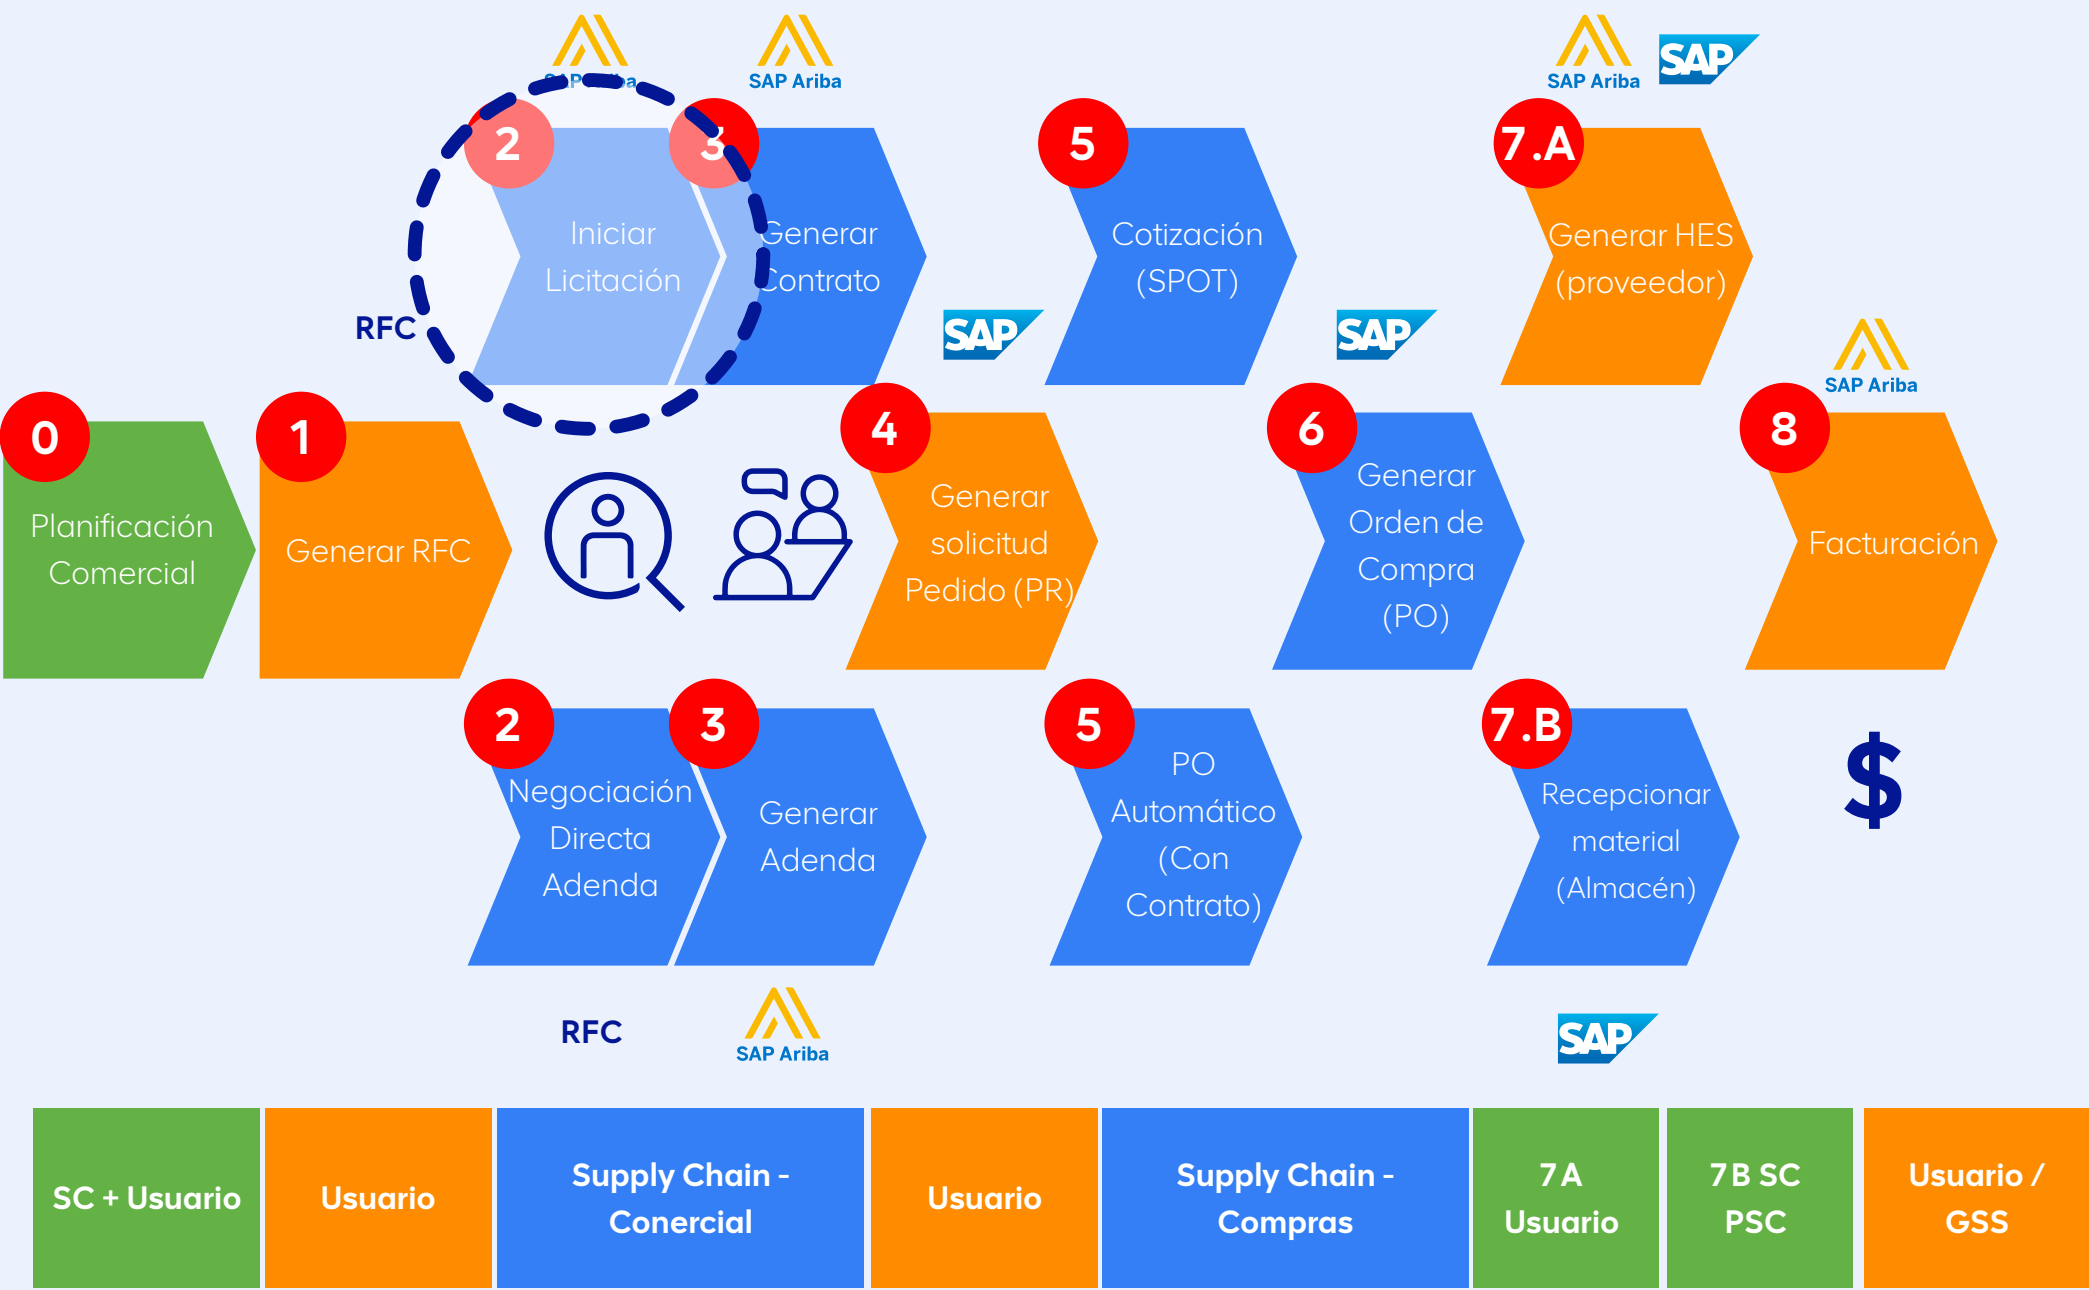 SAP Ariba
SAP Ariba
SAP Ariba
SAP
2
Iniciar
Licitación
3
Generar
Contrato
5
Cotización
(SPOT)
7.A
Generar HES
(proveedor)
RFC
SAP
SAP
SAP Ariba
0
Planificación
Comercial
1
Generar RFC
4
Generar
solicitud
Pedido (PR)
6
Generar
Orden de
Compra
(PO)
8
Facturación
2
Negociación
Directa
Adenda
3
Generar
Adenda
5
PO
Automático
(Con
Contrato)
7.B
Recepcionar
material
(Almacén)
$
RFC
SAP Ariba
SAP
SC + Usuario
Usuario
Supply Chain -
Conercial
Usuario
Supply Chain -
Compras
7A
Usuario
7B SC
PSC
Usuario /
GSS